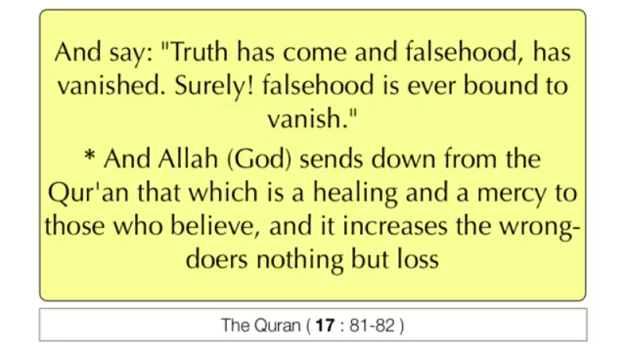 And say: "Truth has come and falsehood, has
vanished. Surely! falsehood is ever bound to
vanish."
* And Allah (God) sends down from the
Qur'an that which is a healing and a mercy to
those who believe, and it increases the wrong-
doers nothing but loss
The Quran ( 17 : 81-82 )